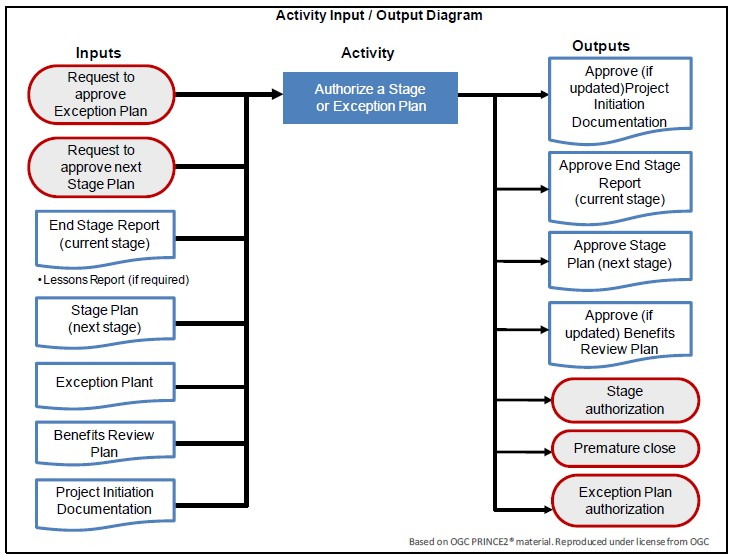 Activity Input / Output Diagram
Inputs
Request to
approve
Exception Plan
Request to
approve next
Stage Plan
End Stage Report
(current stage)
• Lessons Report (if required)
Stage Plan
(next stage)
Exception Plant
Benefits Review
Plan
Project Initiation
Documentation
Activity
Authorize a Stage
or Exception Plan
Outputs
Approve (if
updated)Project
Initiation
Documentation
Approve End Stage
Report
(current stage)
Approve Stage
Plan (next stage)
Approve (if
updated) Benefits
Review Plan
Stage
authorization
Premature close
Exception Plan
authorization
Based on OGC PRINCE2® material. Reproduced under license from OGC